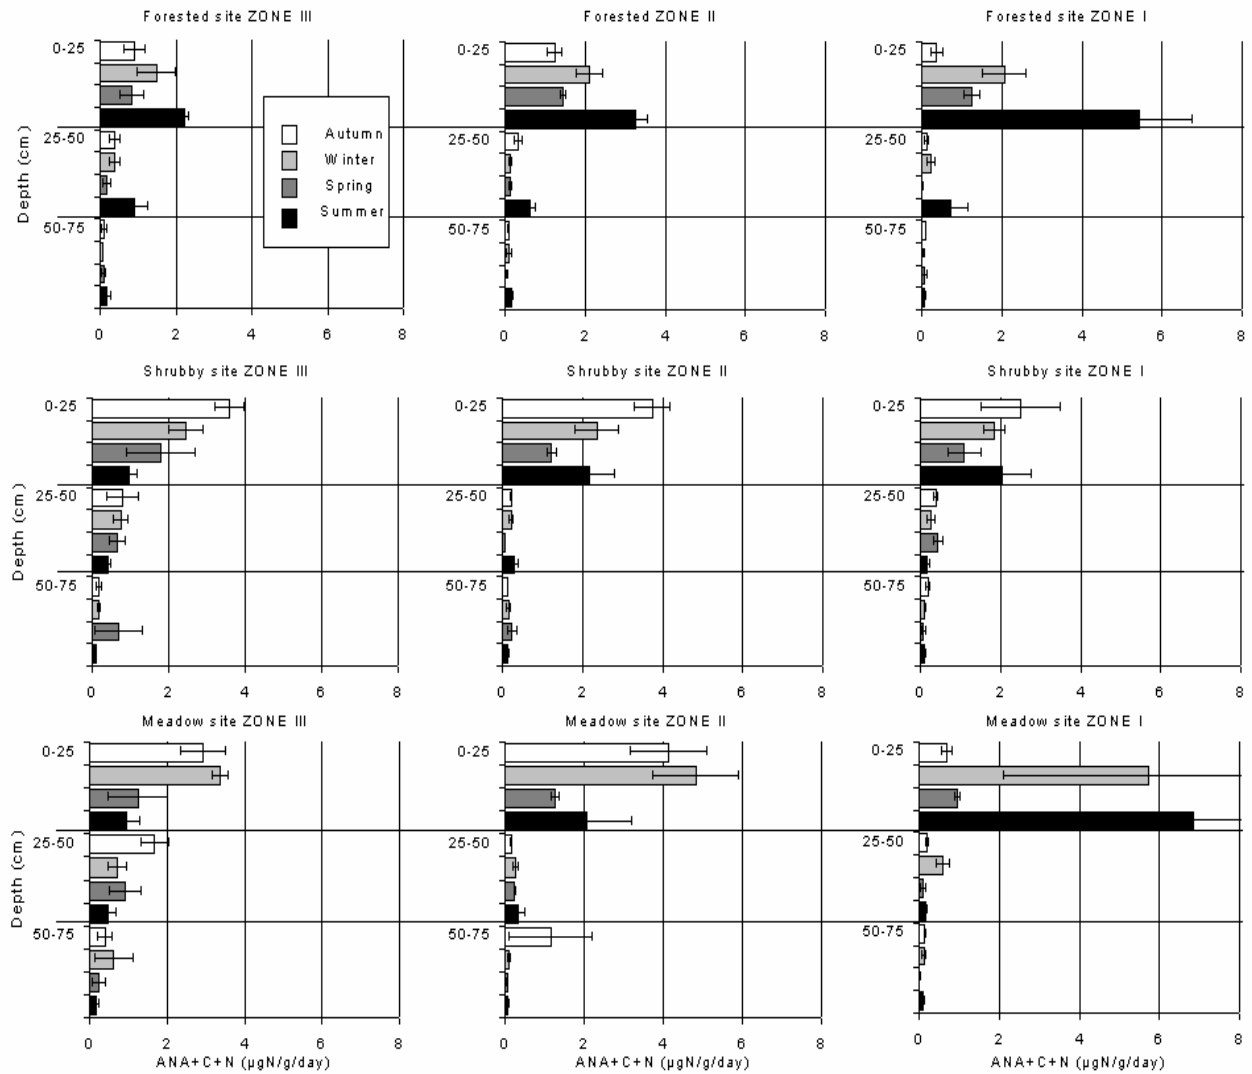 Forested site ZONE III Forested site ZONE II Forested site ZONE I
0-25 0-25 0-25
Autumn
Winter
Spring
Summer
25-50 25-50 25-50
50-75 50-75 50-75
Depth (cm)
0 2 4 6 8 0 2 4 6 8 0 2 4 6 8
Shrubby site ZONE III Shrubby site ZONE II Shrubby site ZONE I
0-25 0-25 0-25
25-50 25-50 25-50
50-75 50-75 50-75
Depth (cm)
0 2 4 6 8 0 2 4 6 8 0 2 4 6 8
Meadow site ZONE III Meadow site ZONE II Meadow site ZONE I
0-25 0-25 0-25
25-50 25-50 25-50
50-75 50-75 50-75
Depth (cm)
0 2 4 6 8 0 2 4 6 8 0 2 4 6 8
ANA+C+N (µgN/g/day) ANA+C+N (µgN/g/day) ANA+C+N (µgN/g/day)